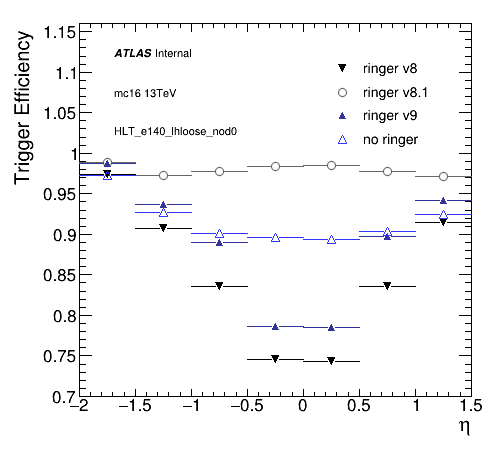 Trigger Efficiency
1.15
1.1
1.05
1
0.95
0.9
0.85
0.8
0.75
0.7
ATLAS Internal
mc16 13TeV
HLT_e140_lhloose_nod0
ringer v8
ringer v8.1
ringer v9
no ringer
−2 −1.5 −1 −0.5 0 0.5 1 1.5
η